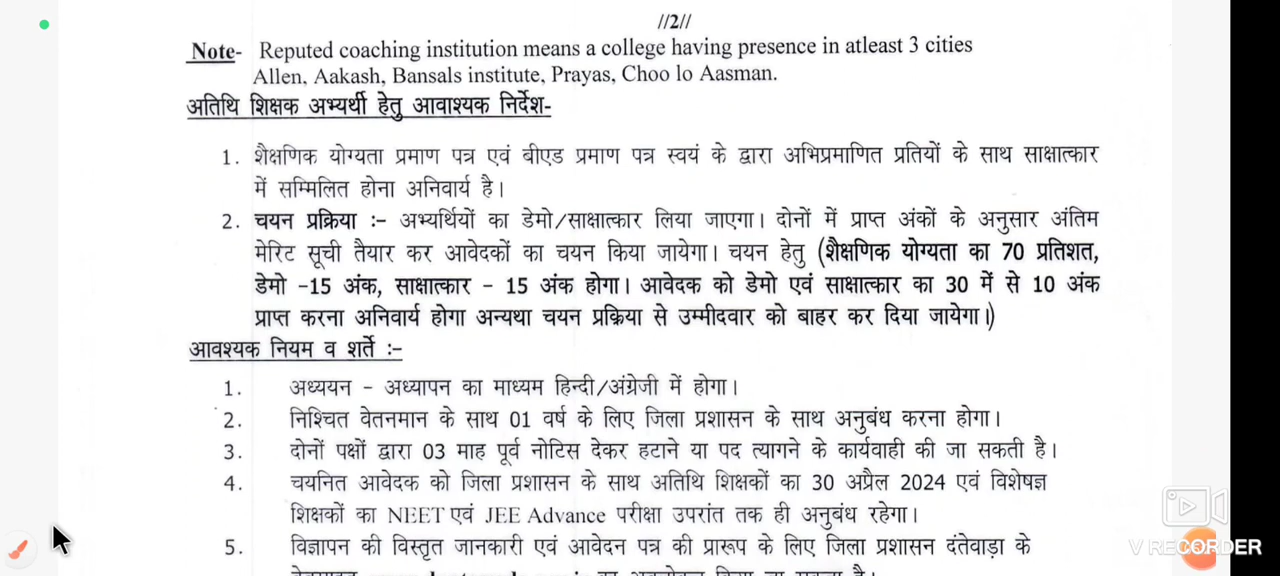 //2//
Note- Reputed coaching institution means a college having presence in atleast 3 cities
Allen, Aakash, Bansals institute, Prayas, Choo lo Aasman.
अतिथि शिक्षक अभ्यर्थी हेतु आवाश्यक निर्देश-
1. शैक्षणिक योग्यता प्रमाण पत्र एवं बीएड प्रमाण पत्र स्वयं के द्वारा अभिप्रमाणित प्रतियों के साथ साक्षात्कार
में सम्मिलित होना अनिवार्य है।
2. चयन प्रक्रिया :- अभ्यर्थियों का डेमो/साक्षात्कार लिया जाएगा। दोनों में प्राप्त अंकों के अनुसार अंतिम
मेरिट सूची तैयार कर आवेदकों का चयन किया जायेगा। चयन हेतु (शैक्षणिक योग्यता का 70 प्रतिशत,
डेमो -15 अंक, साक्षात्कार - 15 अंक होगा। आवेदक को डेमो एवं साक्षात्कार का 30 में से 10 अंक
प्राप्त करना अनिवार्य होगा अन्यथा चयन प्रक्रिया से उम्मीदवार को बाहर कर दिया जायेगा।)
आवश्यक नियम व शर्ते :-
1. अध्ययन - अध्यापन का माध्यम हिन्दी/अंग्रेजी में होगा।
2. निश्चित वेतनमान के साथ 01 वर्ष के लिए जिला प्रशासन के साथ अनुबंध करना होगा।
3. दोनों पक्षों द्वारा 03 माह पूर्व नोटिस देकर हटाने या पद त्यागने के कार्यवाही की जा सकती है।
4. चयनित आवेदक को जिला प्रशासन के साथ अतिथि शिक्षकों का 30 अप्रैल 2024 एवं विशेषज्ञ
शिक्षकों का NEET एवं JEE Advance परीक्षा उपरांत तक ही अनुबंध रहेगा।
5. विज्ञापन की विस्तृत जानकारी एवं आवेदन पत्र की प्रारूप के लिए जिला प्रशासन दंतेवाड़ा के
V RECORDER